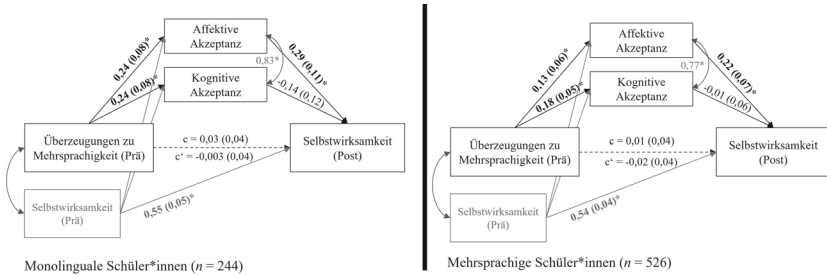 Affektive
Akzeptanz
0,24 (0,08)*
0,29 (0,11)*
0,83*
0,24 (0,08)*
Kognitive
Akzeptanz
-0,14 (0,12)
Überzeugungen zu
Mehrsprachigkeit (Prä)
c = 0,03 (0,04)
c‘ = -0,003 (0,04)
Selbstwirksamkeit
(Post)
Selbstwirksamkeit
(Prä)
0,55 (0,05)*
Monolinguale Schüler*innen (n = 244)
Affektive
Akzeptanz
0,13 (0,06)*
0,22 (0,07)*
0,77*
0,18 (0,05)*
Kognitive
Akzeptanz
-0,01 (0,06)
Überzeugungen zu
Mehrsprachigkeit (Prä)
c = 0,01 (0,04)
c‘ = -0,02 (0,04)
Selbstwirksamkeit
(Post)
Selbstwirksamkeit
(Prä)
0,54 (0,04)*
Mehrsprachige Schüler*innen (n = 526)